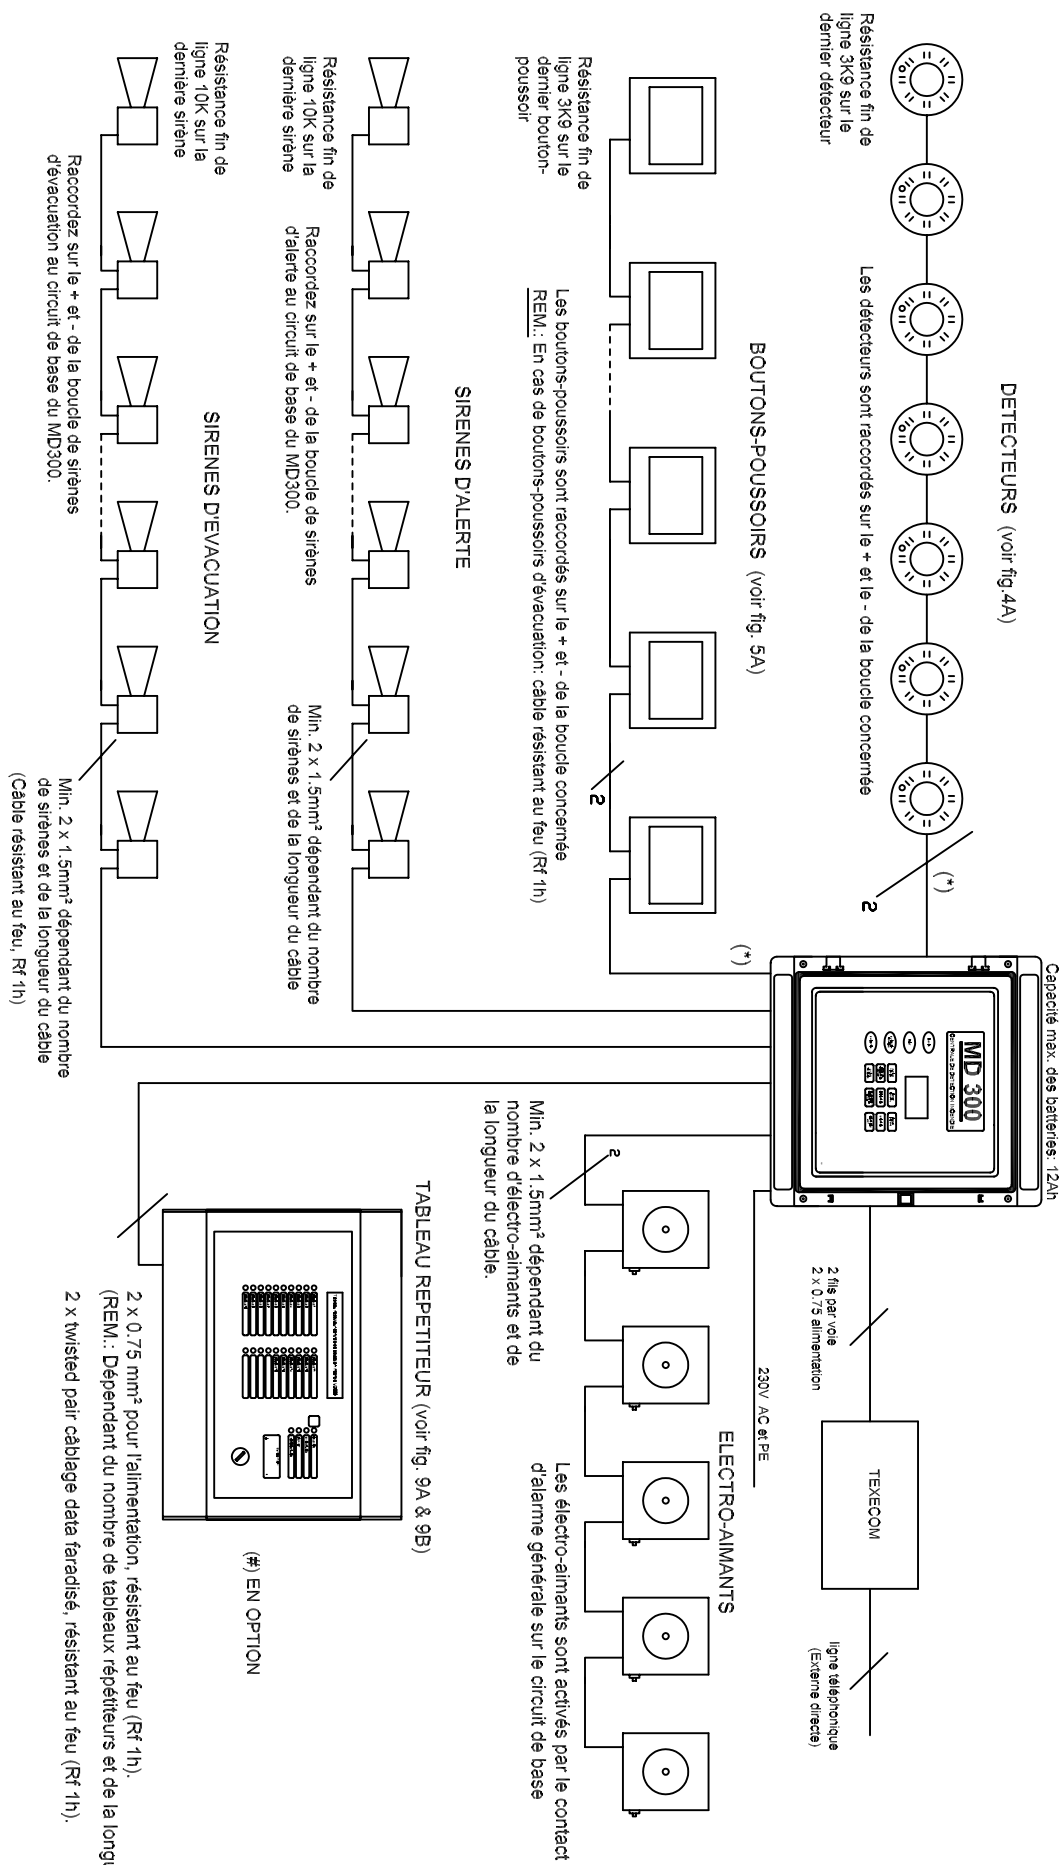 Capacité max. des batteries: 12Ah
DETECTEURS (voir fig.4A)
Les détecteurs sont raccordés sur le + et le - de la boucle concernée
Résistance fin de
ligne 3K9 sur le
dernier détecteur
(*)
2
BOUTONS-POUSSOIRS (voir fig. 5A)
Les boutons-poussoirs sont raccordés sur le + et - de la boucle concernée
REM.: En cas de boutons-poussoirs d'évacuation: câble résistant au feu (Rf 1h)
Résistance fin de
ligne 3K9 sur le
dernier bouton-
poussoir
2
(*)
SIRENES D'ALERTE
Résistance fin de
ligne 10K sur la
dernière sirène
Raccordez sur le + et - de la boucle de sirènes
d'alerte au circuit de base du MD300.
Min. 2 x 1.5mm² dépendant du nombre
de sirènes et de la longueur du câble
SIRENES D'EVACUATION
Résistance fin de
ligne 10K sur la
dernière sirène
Raccordez sur le + et - de la boucle de sirènes
d'évacuation au circuit de base du MD300.
Min. 2 x 1.5mm² dépendant du nombre
de sirènes et de la longueur du câble
(Câble résistant au feu, Rf 1h)
MD 300
2 fils par voie
2 x 0.75 alimentation
TEXECOM
ligne téléphonique
(Externe directe)
230V AC et PE
ELECTRO-AIMANTS
Les électro-aimants sont activés par le contact
d'alarme générale sur le circuit de base
2
Min. 2 x 1.5mm² dépendant du
nombre d'électro-aimants et de
la longueur du câble.
TABLEAU REPETITEUR (voir fig. 9A & 9B)
(#) EN OPTION
2 x 0.75 mm² pour l'alimentation, résistant au feu (Rf 1h).
(REM.: Dépendant du nombre de tableaux répétiteurs et de la longu
2 x twisted pair câblage data faradisé, résistant au feu (Rf 1h).